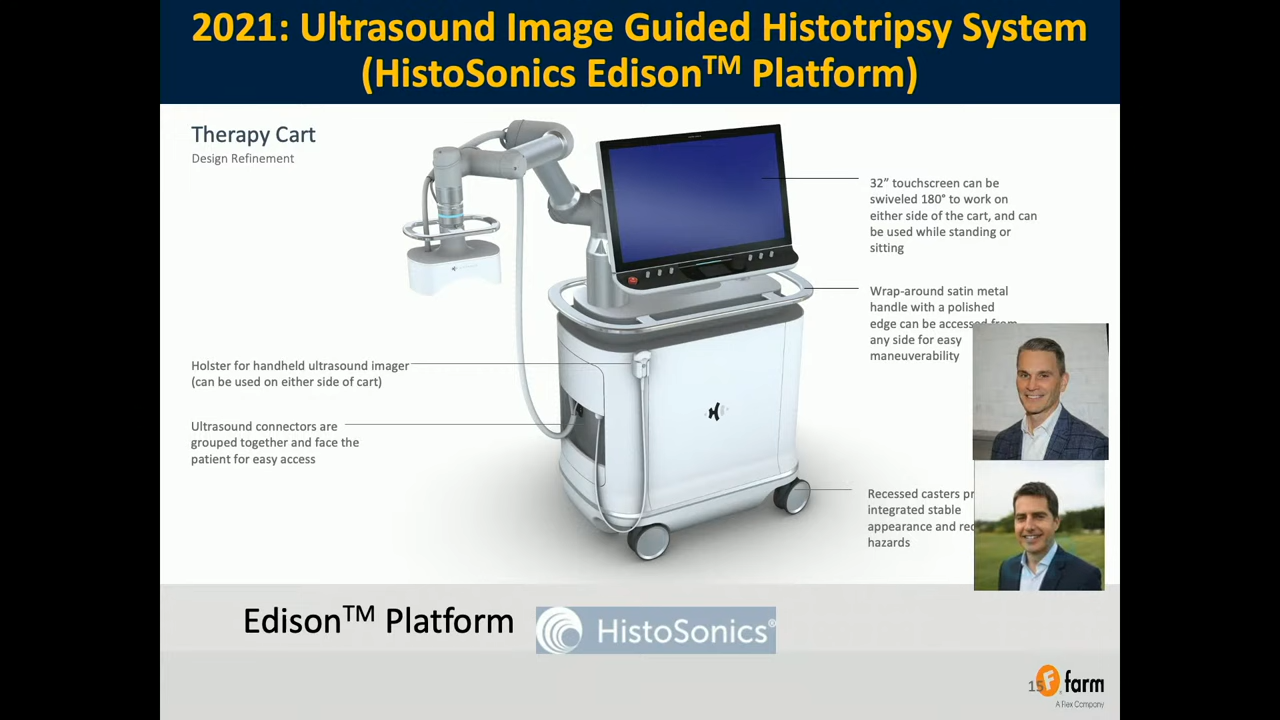 2021: Ultrasound Image Guided Histotripsy System
(HistoSonics Edison™ Platform)
Therapy Cart
Design Refinement
32” touchscreen can be
swiveled 180° to work on
either side of the cart, and can
be used while standing or
sitting
Wrap-around satin metal
handle with a polished
edge can be accessed from
any side for easy
maneuverability
Holster for handheld ultrasound imager
(can be used on either side of cart)
Ultrasound connectors are
grouped together and face the
patient for easy access
Recessed casters
integrated stable
appearance and
hazards
Edison™ Platform
HistoSonics®
15
farm
A Flex Company